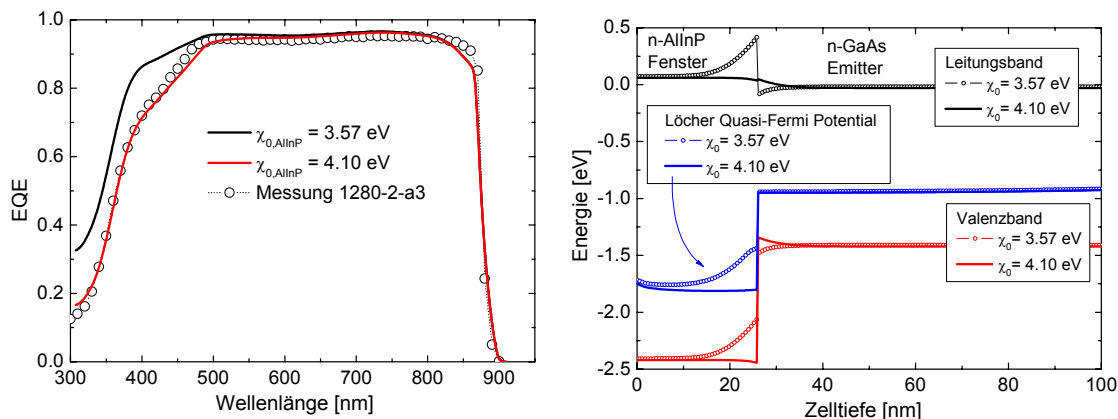 1.0
0.8
0.6
0.4
0.2
0.0
EQE
χ0,AlInP = 3.57 eV
χ0,AlInP = 4.10 eV
Messung 1280-2-a3
300 400 500 600 700 800 900
Wellenlänge [nm]
0.5
0.0
-0.5
-1.0
-1.5
-2.0
-2.5
Energie [eV]
n-AlInP
Fenster
n-GaAs
Emitter
Leitungsband
χ0= 3.57 eV
χ0= 4.10 eV
Löcher Quasi-Fermi Potential
χ0= 3.57 eV
χ0= 4.10 eV
Valenzband
χ0= 3.57 eV
χ0= 4.10 eV
0 20 40 60 80 100
Zelltiefe [nm]